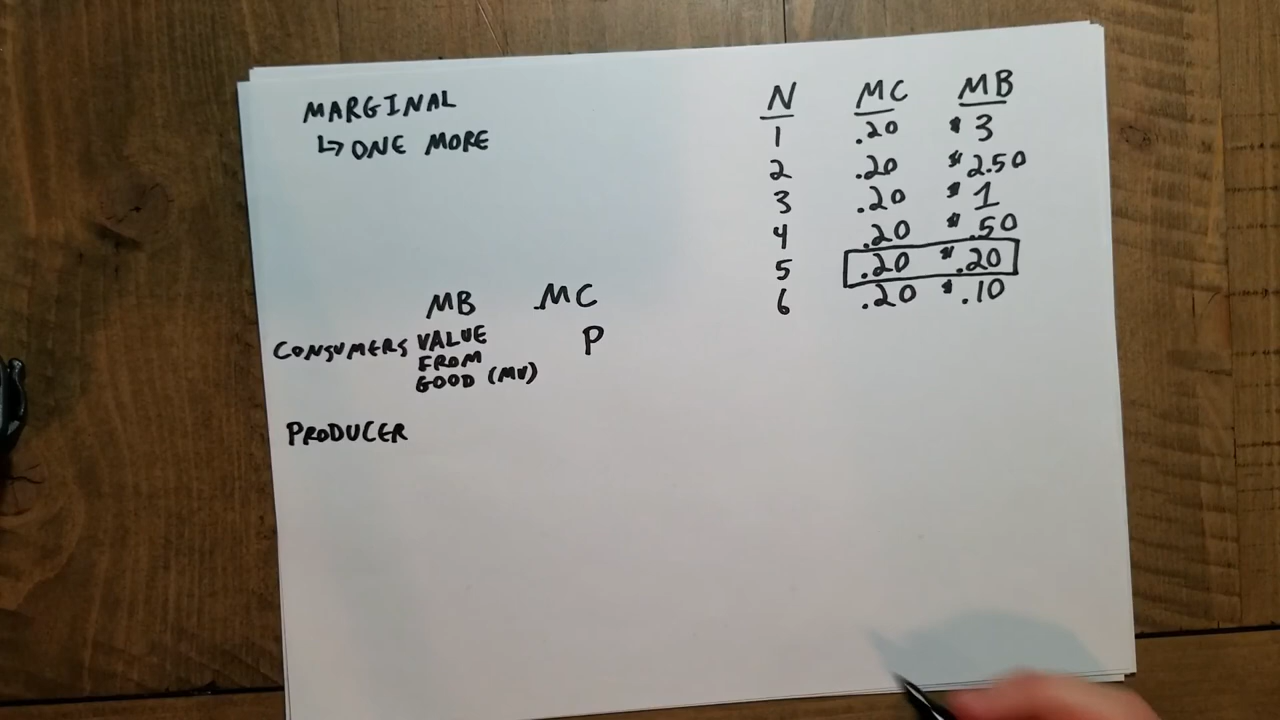 MARGINAL
↳ ONE MORE
N MC MB
1 .20 $3
2 .20 $2.50
3 .20 $1
4 .20 $.50
5 .20 $.20
6 .20 $.10
MB MC
CONSUMERS VALUE P
FROM
GOOD (MV)
PRODUCER